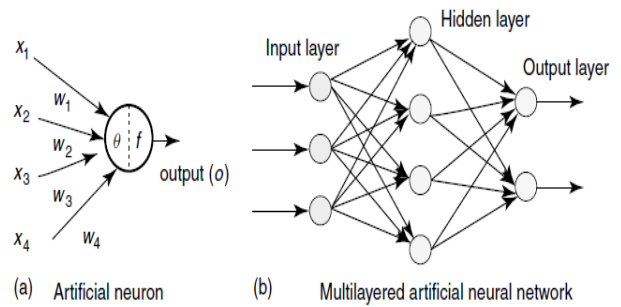 x1
w1
x2
w2
x3
w3
x4
w4
θ f
output (o)
(a) Artificial neuron
Input layer
Hidden layer
Output layer
(b) Multilayered artificial neural network